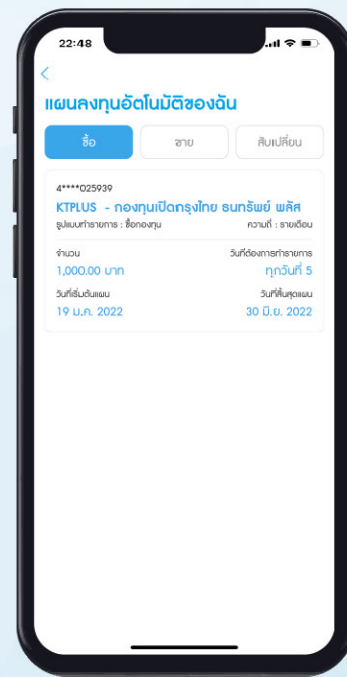 22:48
แผนลงทุนอัตโนมัติของฉัน
ซื้อ ขาย สับเปลี่ยน
4****025939
KTPLUS - กองทุนเปิดกรุงไทย ธนทรัพย์ พลัส
รูปแบบทำรายการ : ซื้อกองทุน ความถี่ : รายเดือน
จำนวน วันที่ต้องการทำรายการ
1,000.00 บาท ทุกวันที่ 5
วันที่เริ่มต้นแผน วันที่สิ้นสุดแผน
19 ม.ค. 2022 30 มิ.ย. 2022